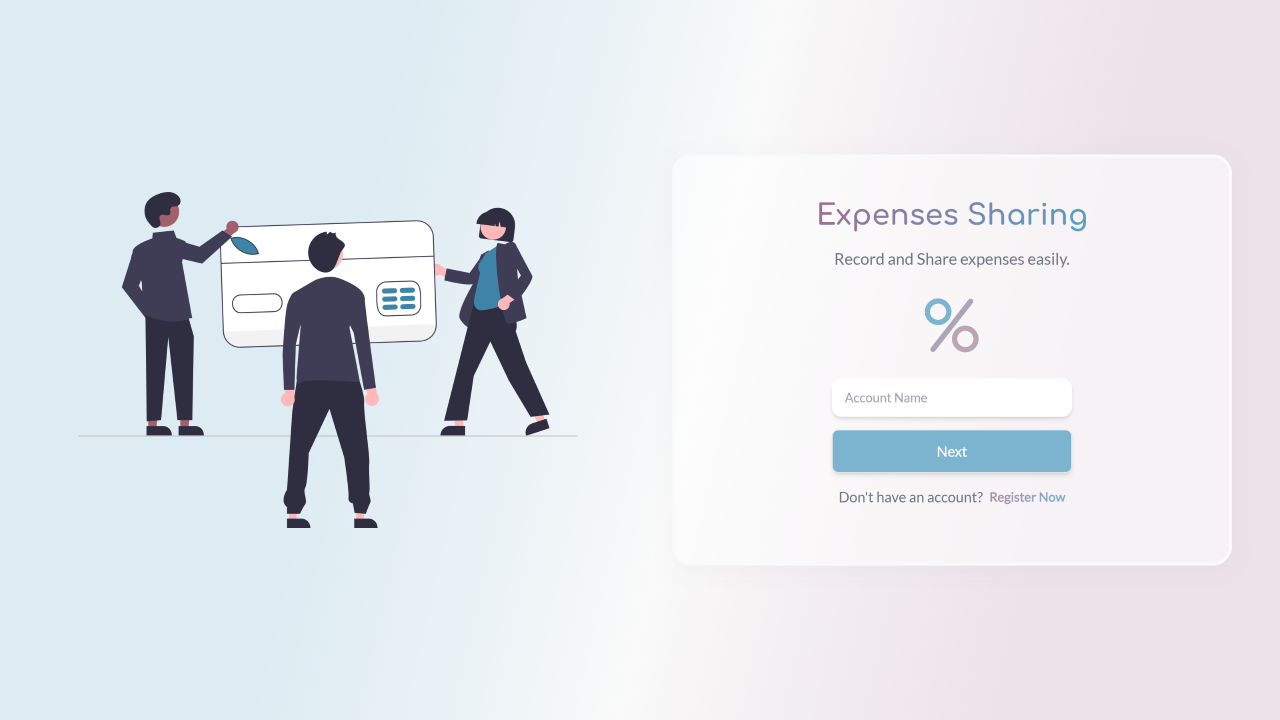 Expenses Sharing
Record and Share expenses easily.
%
Account Name
Next
Don't have an account? Register Now